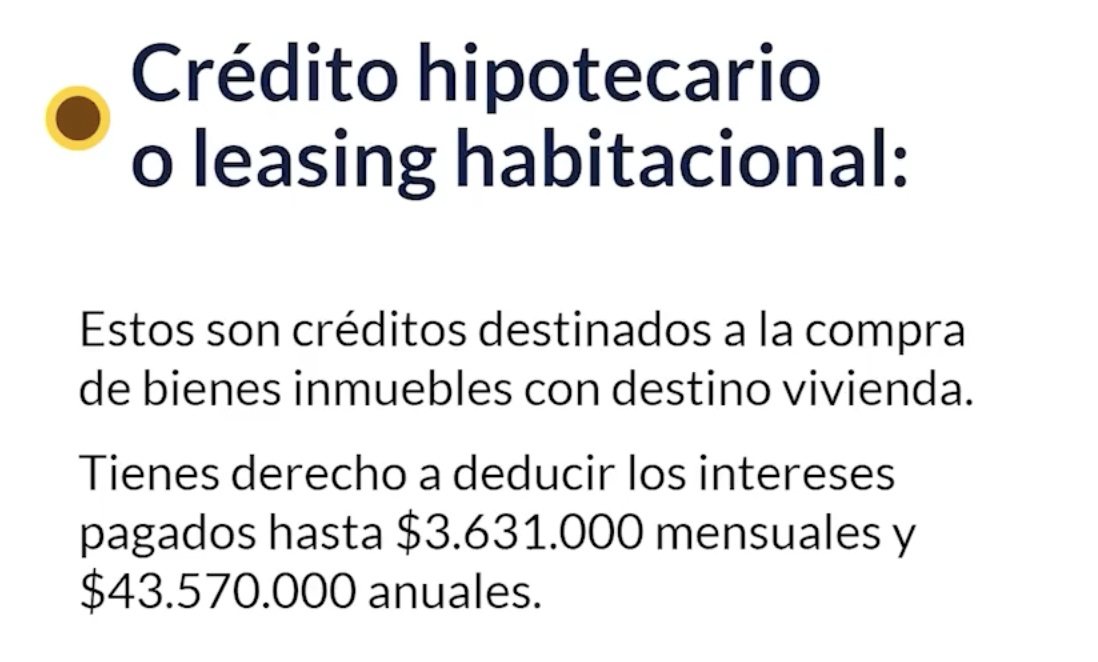 Crédito hipotecario
o leasing habitacional:
Estos son créditos destinados a la compra
de bienes inmuebles con destino vivienda.
Tienes derecho a deducir los intereses
pagados hasta $3.631.000 mensuales y
$43.570.000 anuales.